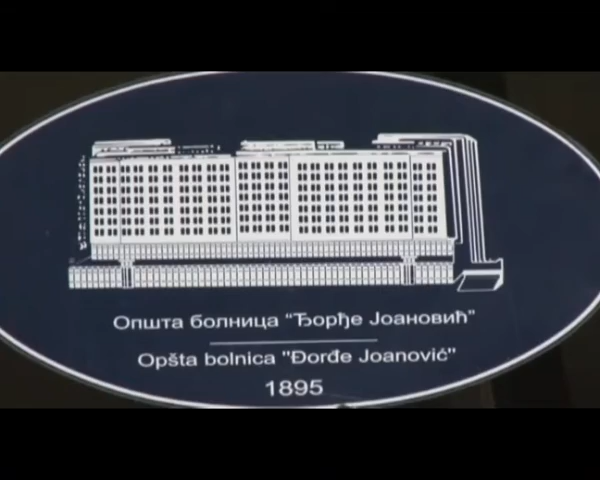 Општа болница "Ђорђе Јоановић"
Opšta bolnica "Đorđe Joanović"
1895